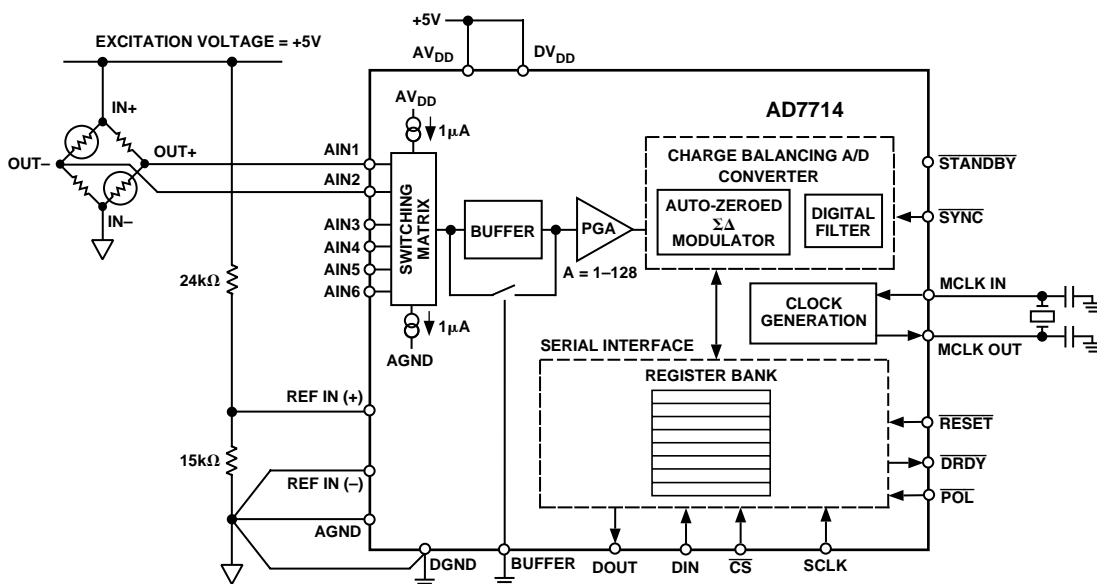 +5V
EXCITATION VOLTAGE = +5V
AVDD
DVDD
IN+
OUT–
OUT+
IN–
AIN1
AIN2
AIN3
AIN4
AIN5
AIN6
24kΩ
15kΩ
REF IN (+)
REF IN (–)
AGND
AVDD
1μA
SWITCHING
MATRIX
1μA
AGND
BUFFER
PGA
A = 1–128
AD7714
CHARGE BALANCING A/D
CONVERTER
AUTO-ZEROED
ΣΔ
MODULATOR
DIGITAL
FILTER
CLOCK
GENERATION
SERIAL INTERFACE
REGISTER BANK
STANDBY
SYNC
MCLK IN
MCLK OUT
RESET
DRDY
POL
DGND
BUFFER
DOUT
DIN
CS
SCLK